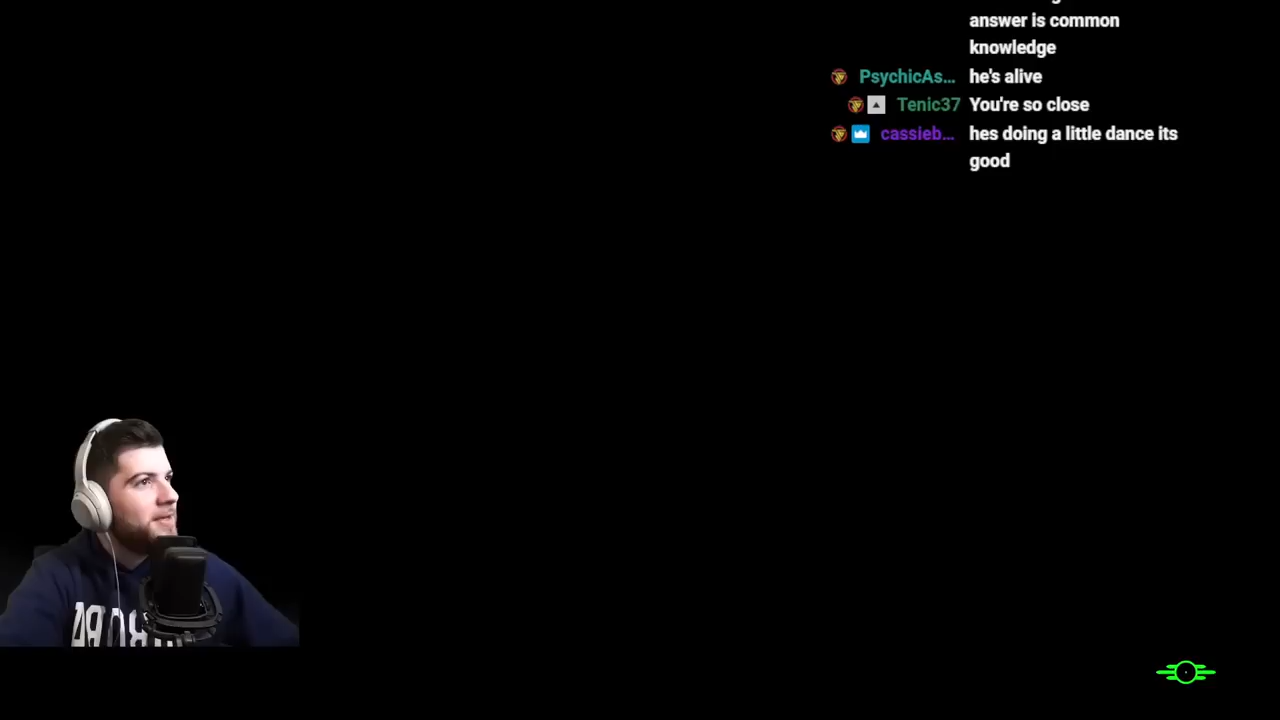 answer is common
knowledge
PsychicAs... he's alive
Tenic37 You're so close
cassieb... hes doing a little dance its
good